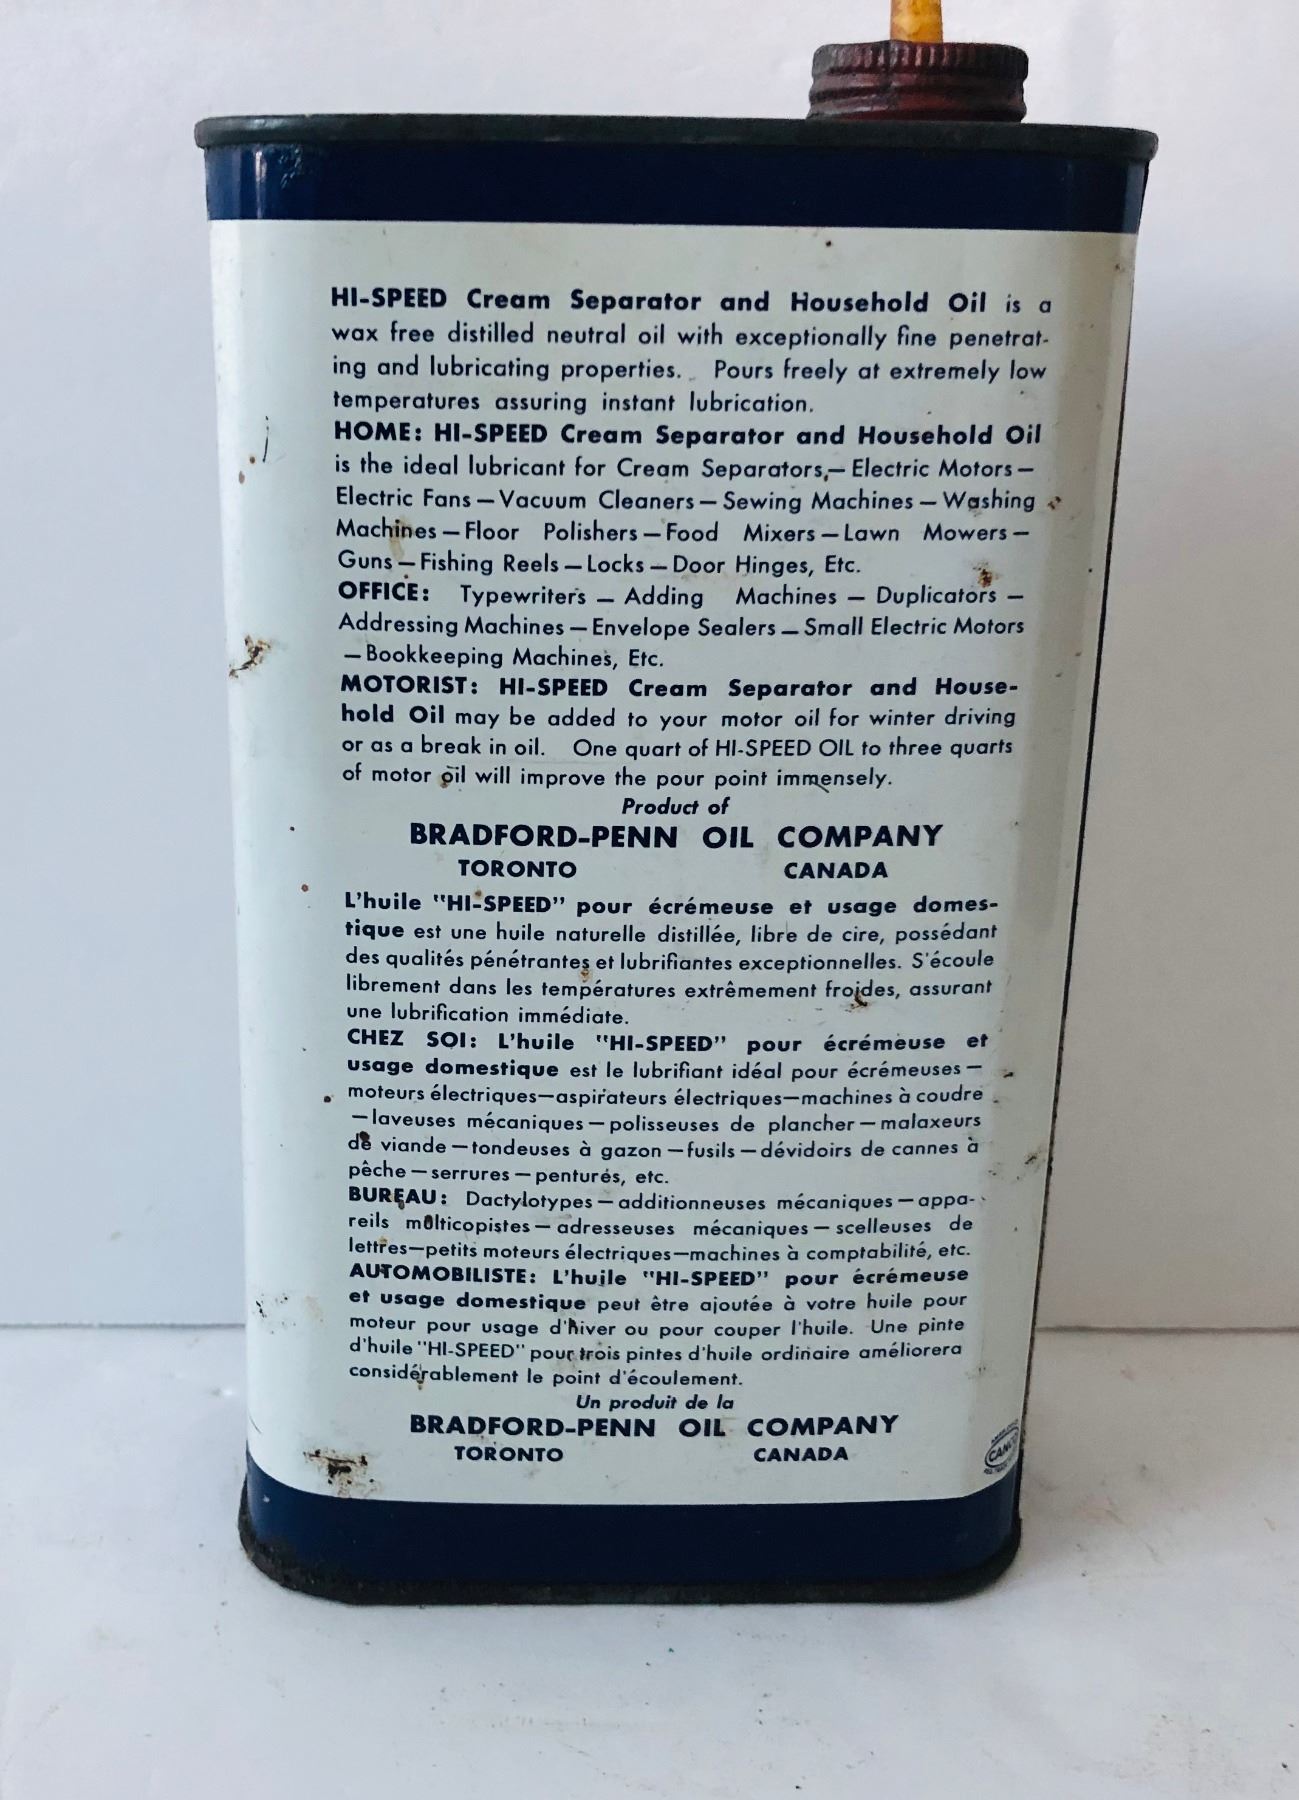 HI-SPEED Cream Separator and Household Oil is a
wax free distilled neutral oil with exceptionally fine penetrat-
ing and lubricating properties. Pours freely at extremely low
temperatures assuring instant lubrication.
HOME: HI-SPEED Cream Separator and Household Oil
is the ideal lubricant for Cream Separators,— Electric Motors —
Electric Fans — Vacuum Cleaners — Sewing Machines — Washing
Machines — Floor Polishers — Food Mixers — Lawn Mowers —
Guns — Fishing Reels — Locks — Door Hinges, Etc.
OFFICE: Typewriters — Adding Machines — Duplicators —
Addressing Machines — Envelope Sealers — Small Electric Motors
— Bookkeeping Machines, Etc.
MOTORIST: HI-SPEED Cream Separator and House-
hold Oil may be added to your motor oil for winter driving
or as a break in oil. One quart of HI-SPEED OIL to three quarts
of motor oil will improve the pour point immensely.
Product of
BRADFORD-PENN OIL COMPANY
TORONTO CANADA
L'huile "HI-SPEED" pour écrémeuse et usage domes-
tique est une huile naturelle distillée, libre de cire, possédant
des qualités pénétrantes et lubrifiantes exceptionnelles. S'écoule
librement dans les températures extrêmement froides, assurant
une lubrification immédiate.
CHEZ SOI: L'huile "HI-SPEED" pour écrémeuse et
usage domestique est le lubrifiant idéal pour écrémeuses —
moteurs électriques—aspirateurs électriques—machines à coudre
— laveuses mécaniques — polisseuses de plancher — malaxeurs
de viande — tondeuses à gazon — fusils — dévidoirs de cannes à
pêche — serrures — pentures, etc.
BUREAU: Dactylotypes — additionneuses mécaniques — appa-
reils multicopistes — adresseuses mécaniques — scelleuses de
lettres—petits moteurs électriques—machines à comptabilité, etc.
AUTOMOBILISTE: L'huile "HI-SPEED" pour écrémeuse
et usage domestique peut être ajoutée à votre huile pour
moteur pour usage d'hiver ou pour couper l'huile. Une pinte
d'huile "HI-SPEED" pour trois pintes d'huile ordinaire améliorera
considérablement le point d'écoulement.
Un produit de la
BRADFORD-PENN OIL COMPANY
TORONTO CANADA